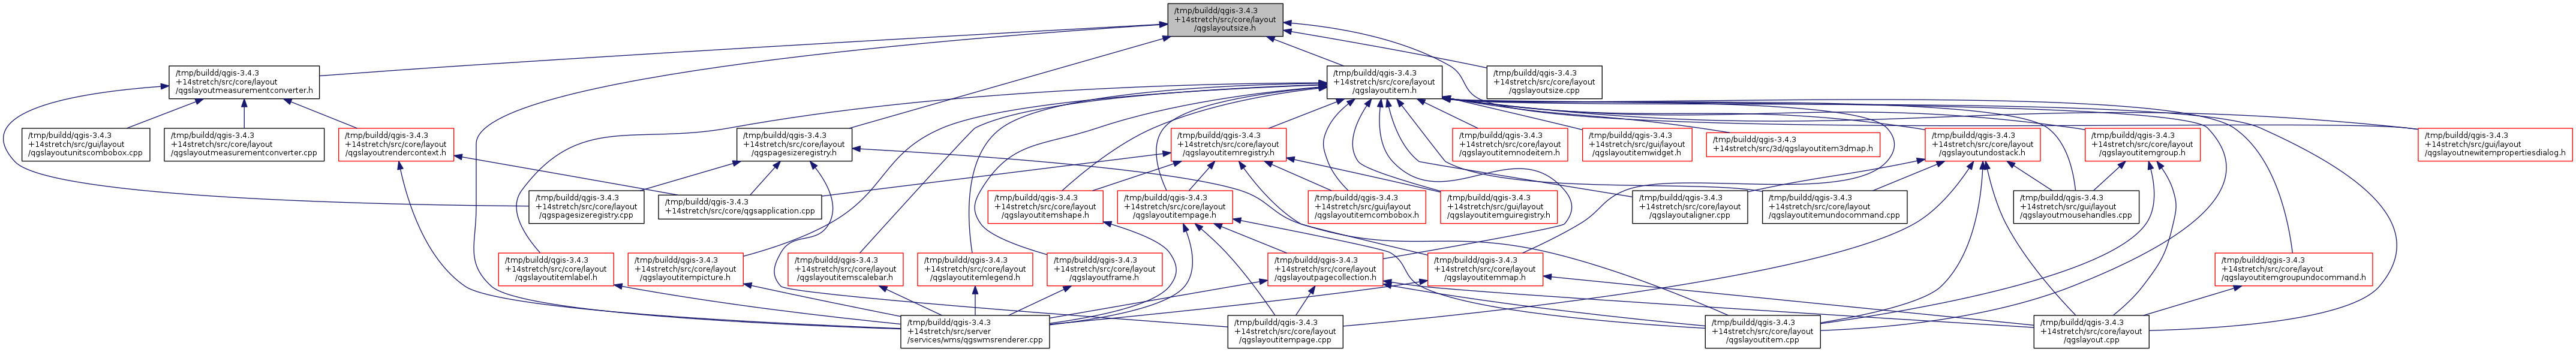 /tmp/buildd/qgis-3.4.3
+14stretch/src/core/layout
/qgslayoutsize.h
/tmp/buildd/qgis-3.4.3
+14stretch/src/core/layout
/qgslayoutmeasurementconverter.h
/tmp/buildd/qgis-3.4.3
+14stretch/src/core/layout
/qgslayoutitem.h
/tmp/buildd/qgis-3.4.3
+14stretch/src/core/layout
/qgslayoutsize.cpp
/tmp/buildd/qgis-3.4.3
+14stretch/src/gui/layout
/qgslayoutunitscombobox.cpp
/tmp/buildd/qgis-3.4.3
+14stretch/src/core/layout
/qgslayoutmeasurementconverter.cpp
/tmp/buildd/qgis-3.4.3
+14stretch/src/core/layout
/qgslayoutrendercontext.h
/tmp/buildd/qgis-3.4.3
+14stretch/src/core/layout
/qgspagesizeregistry.h
/tmp/buildd/qgis-3.4.3
+14stretch/src/core/layout
/qgslayoutitemregistry.h
/tmp/buildd/qgis-3.4.3
+14stretch/src/core/layout
/qgslayoutitemnodeitem.h
/tmp/buildd/qgis-3.4.3
+14stretch/src/gui/layout
/qgslayoutitemwidget.h
/tmp/buildd/qgis-3.4.3
+14stretch/src/3d/qgslayoutitem3dmap.h
/tmp/buildd/qgis-3.4.3
+14stretch/src/core/layout
/qgslayoutundostack.h
/tmp/buildd/qgis-3.4.3
+14stretch/src/core/layout
/qgslayoutitemgroup.h
/tmp/buildd/qgis-3.4.3
+14stretch/src/gui/layout
/qgslayoutnewitempropertiesdialog.h
/tmp/buildd/qgis-3.4.3
+14stretch/src/core/layout
/qgspagesizeregistry.cpp
/tmp/buildd/qgis-3.4.3
+14stretch/src/core/qgsapplication.cpp
/tmp/buildd/qgis-3.4.3
+14stretch/src/core/layout
/qgslayoutitemshape.h
/tmp/buildd/qgis-3.4.3
+14stretch/src/core/layout
/qgslayoutitempage.h
/tmp/buildd/qgis-3.4.3
+14stretch/src/gui/layout
/qgslayoutitemcombobox.h
/tmp/buildd/qgis-3.4.3
+14stretch/src/gui/layout
/qgslayoutitemguiregistry.h
/tmp/buildd/qgis-3.4.3
+14stretch/src/core/layout
/qgslayoutaligner.cpp
/tmp/buildd/qgis-3.4.3
+14stretch/src/core/layout
/qgslayoutitemundocommand.cpp
/tmp/buildd/qgis-3.4.3
+14stretch/src/gui/layout
/qgslayoutmousehandles.cpp
/tmp/buildd/qgis-3.4.3
+14stretch/src/core/layout
/qgslayoutitemlabel.h
/tmp/buildd/qgis-3.4.3
+14stretch/src/core/layout
/qgslayoutitempicture.h
/tmp/buildd/qgis-3.4.3
+14stretch/src/core/layout
/qgslayoutitemscalebar.h
/tmp/buildd/qgis-3.4.3
+14stretch/src/core/layout
/qgslayoutitemlegend.h
/tmp/buildd/qgis-3.4.3
+14stretch/src/core/layout
/qgslayoutframe.h
/tmp/buildd/qgis-3.4.3
+14stretch/src/core/layout
/qgslayoutpagecollection.h
/tmp/buildd/qgis-3.4.3
+14stretch/src/core/layout
/qgslayoutitemmap.h
/tmp/buildd/qgis-3.4.3
+14stretch/src/core/layout
/qgslayoutitemgroupundocommand.h
/tmp/buildd/qgis-3.4.3
+14stretch/src/server
/services/wms/qgswmsrenderer.cpp
/tmp/buildd/qgis-3.4.3
+14stretch/src/core/layout
/qgslayoutitempage.cpp
/tmp/buildd/qgis-3.4.3
+14stretch/src/core/layout
/qgslayoutitem.cpp
/tmp/buildd/qgis-3.4.3
+14stretch/src/core/layout
/qgslayout.cpp